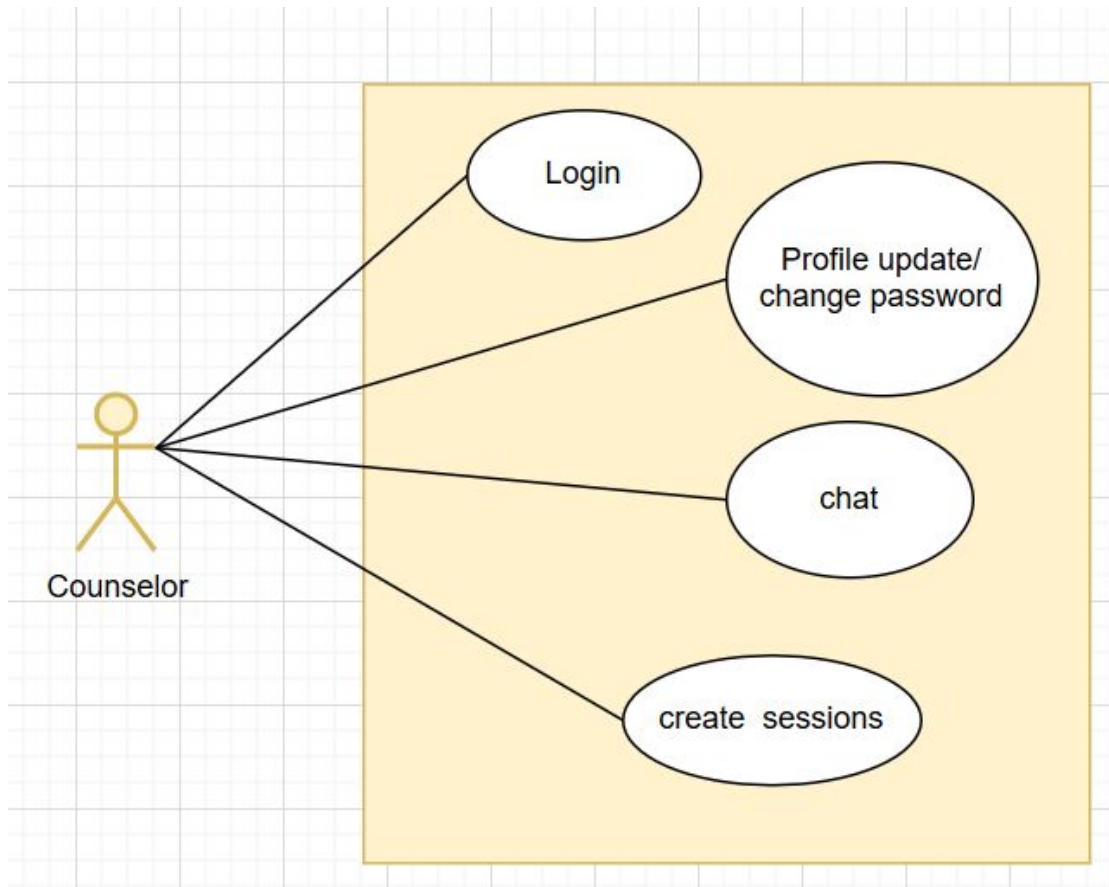 Login
Profile update/
change password
chat
Counselor
create  sessions